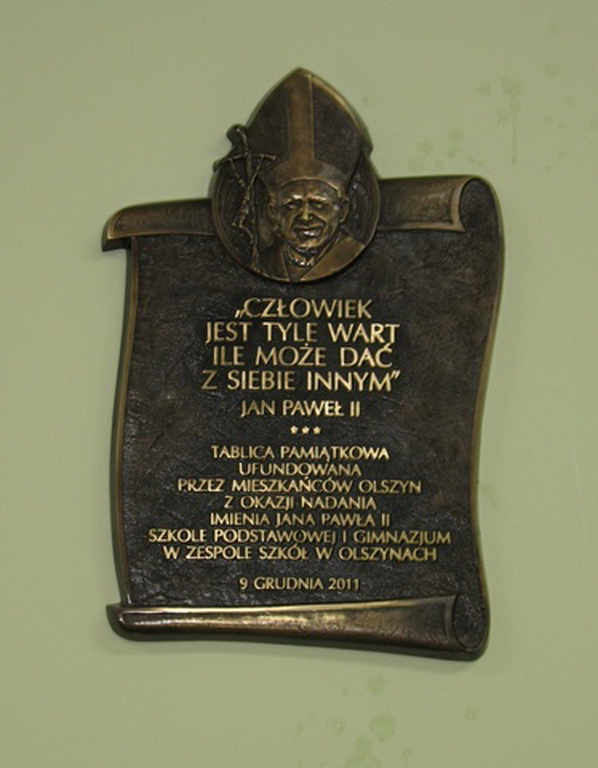 „CZŁOWIEK
JEST TYLE WART
ILE MOŻE DAĆ
Z SIEBIE INNYM”
JAN PAWEŁ II
***
TABLICA PAMIĄTKOWA
UFUNDOWANA
PRZEZ MIESZKAŃCÓW OLSZYN
Z OKAZJI NADANIA
IMIENIA JANA PAWŁA II
SZKOLE PODSTAWOWEJ I GIMNAZJUM
W ZESPOLE SZKÓŁ W OLSZYNACH
9 GRUDNIA 2011